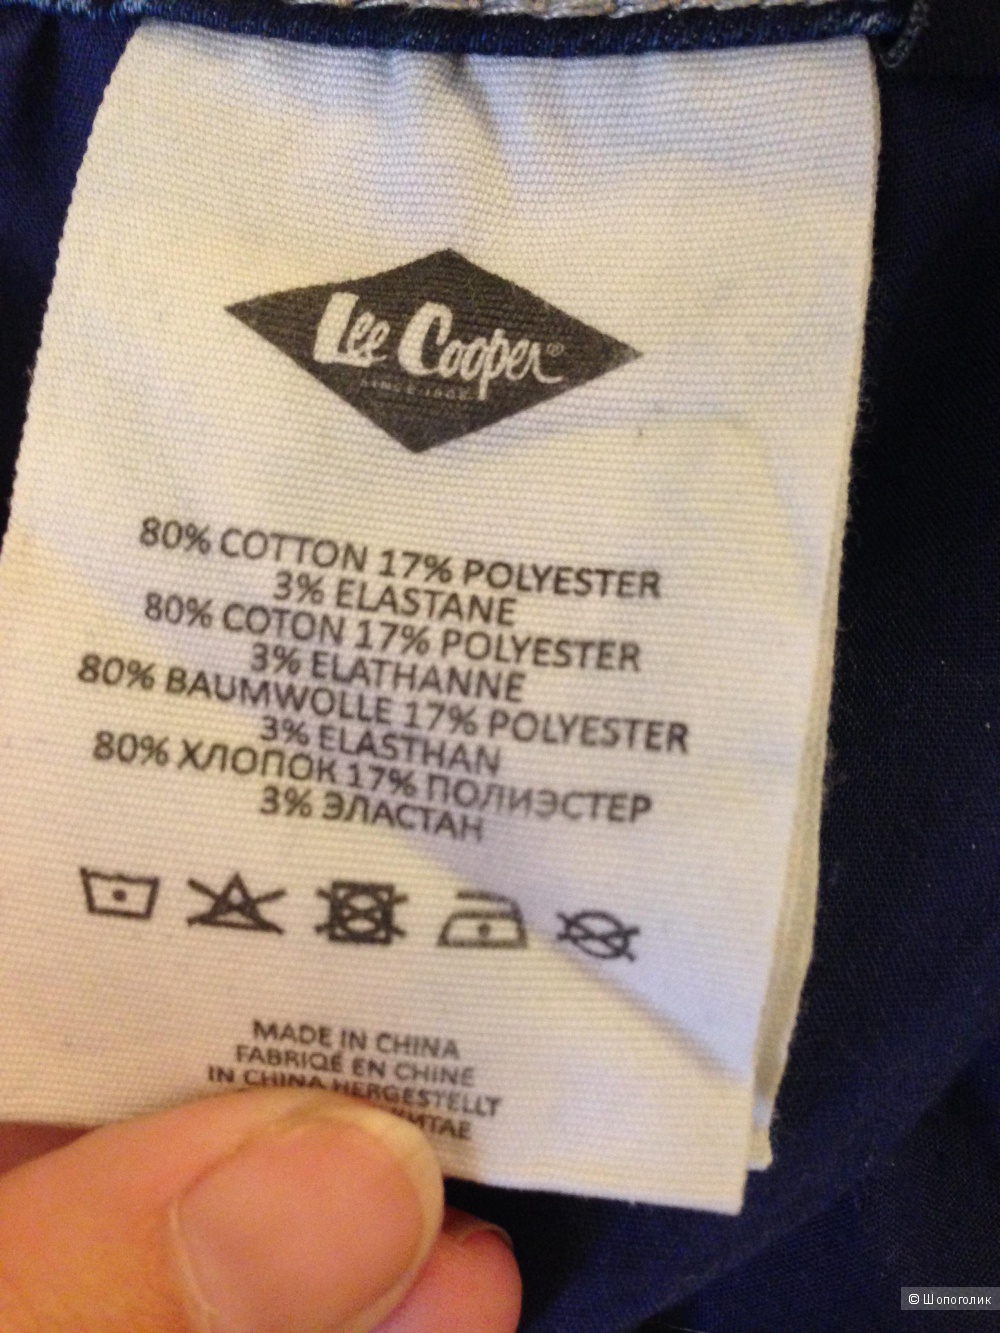 Lee Cooper®
80% COTTON 17% POLYESTER
3% ELASTANE
80% COTON 17% POLYESTER
3% ELATHANNE
80% BAUMWOLLE 17% POLYESTER
3% ELASTHAN
80% ХЛОПОК 17% ПОЛИЭСТЕР
3% ЭЛАСТАН
MADE IN CHINA
FABRIQÉ EN CHINE
IN CHINA HERGESTELLT
© Шопоголик